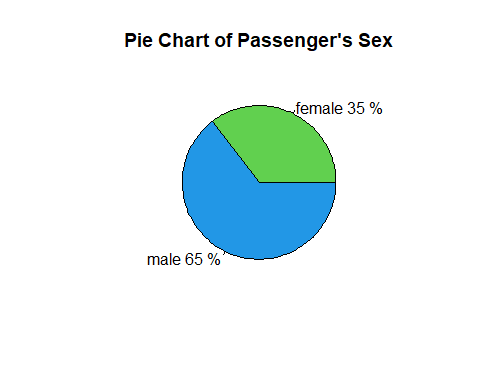 Pie Chart of Passenger's Sex
female 35 %
male 65 %